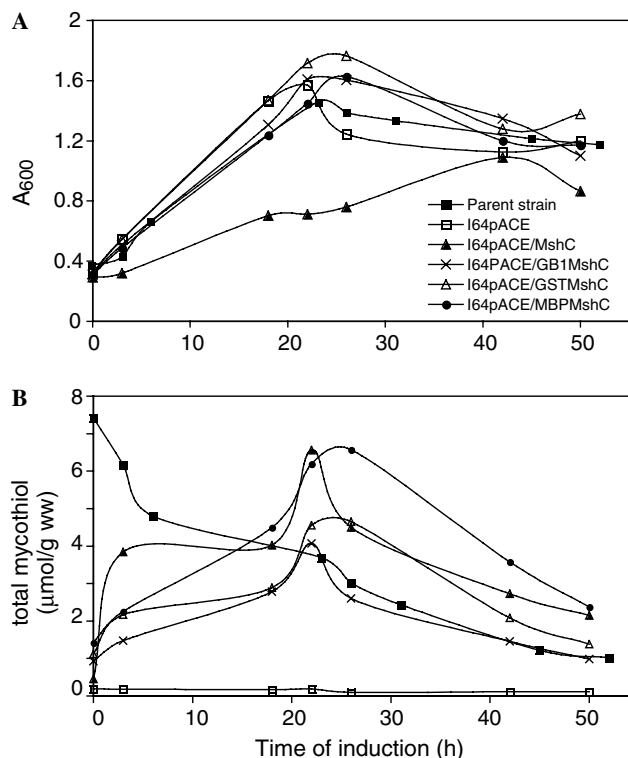 A
2
1.6
1.2
0.8
0.4
0
A600
Parent strain
I64pACE
I64pACE/MshC
I64PACE/GB1MshC
I64pACE/GSTMshC
I64pACE/MBPMshC
0 10 20 30 40 50
B
8
6
4
2
0
total mycothiol
(μmol/g ww)
0 10 20 30 40 50
Time of induction (h)